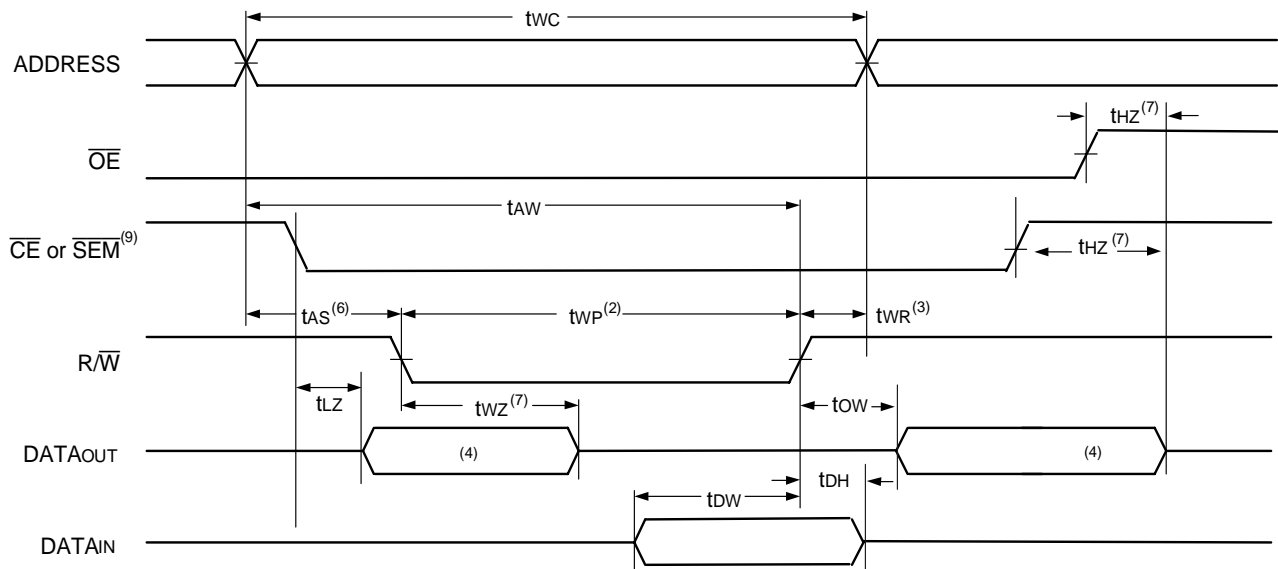 tWC
ADDRESS
tHZ(7)
OE
tAW
CE or SEM(9)
tHZ(7)
tAS(6)
tWP(2)
tWR(3)
R/W
tLZ
tWZ(7)
tOW
DATAOUT
(4)
(4)
tDH
tDW
DATAIN